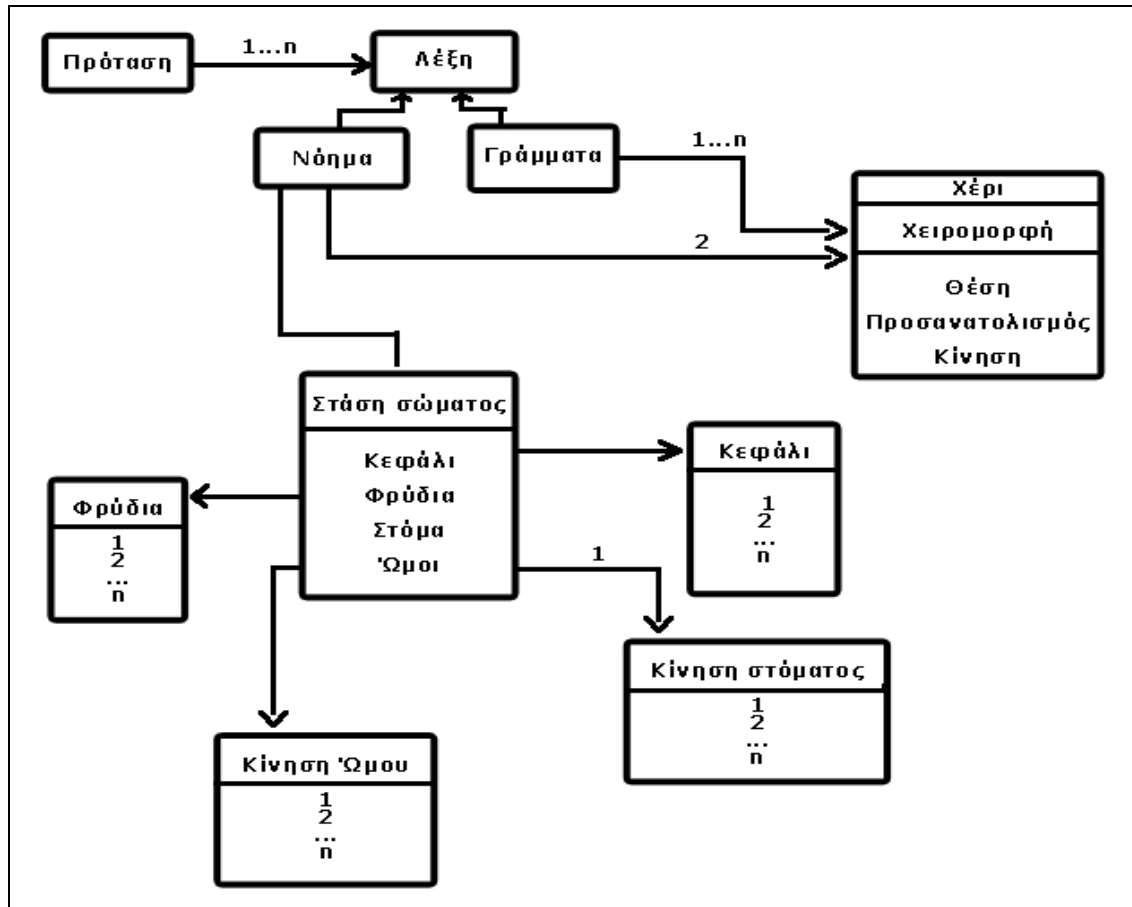 Πρόταση
1...n
Λέξη
Νόημα
Γράμματα
1...n
2
Χέρι
Χειρομορφή
Θέση
Προσανατολισμός
Κίνηση
Στάση σώματος
Κεφάλι
Φρύδια
Στόμα
Ώμοι
Κεφάλι
1
2
...
n
Φρύδια
1
2
...
n
1
Κίνηση στόματος
1
2
...
n
Κίνηση Ώμου
1
2
...
n